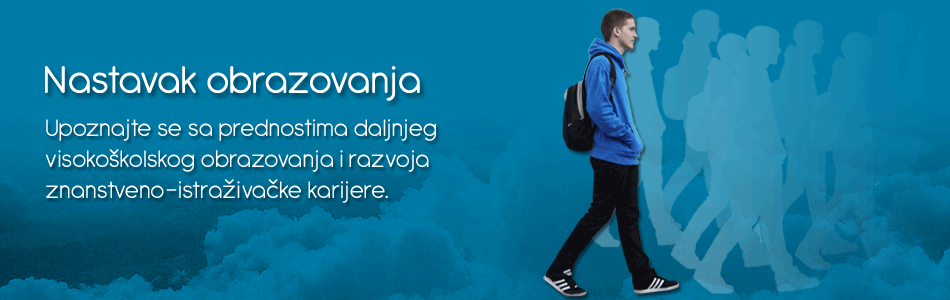 Nastavak obrazovanja
Upoznajte se sa prednostima daljnjeg
visokoškolskog obrazovanja i razvoja
znanstveno-istraživačke karijere.